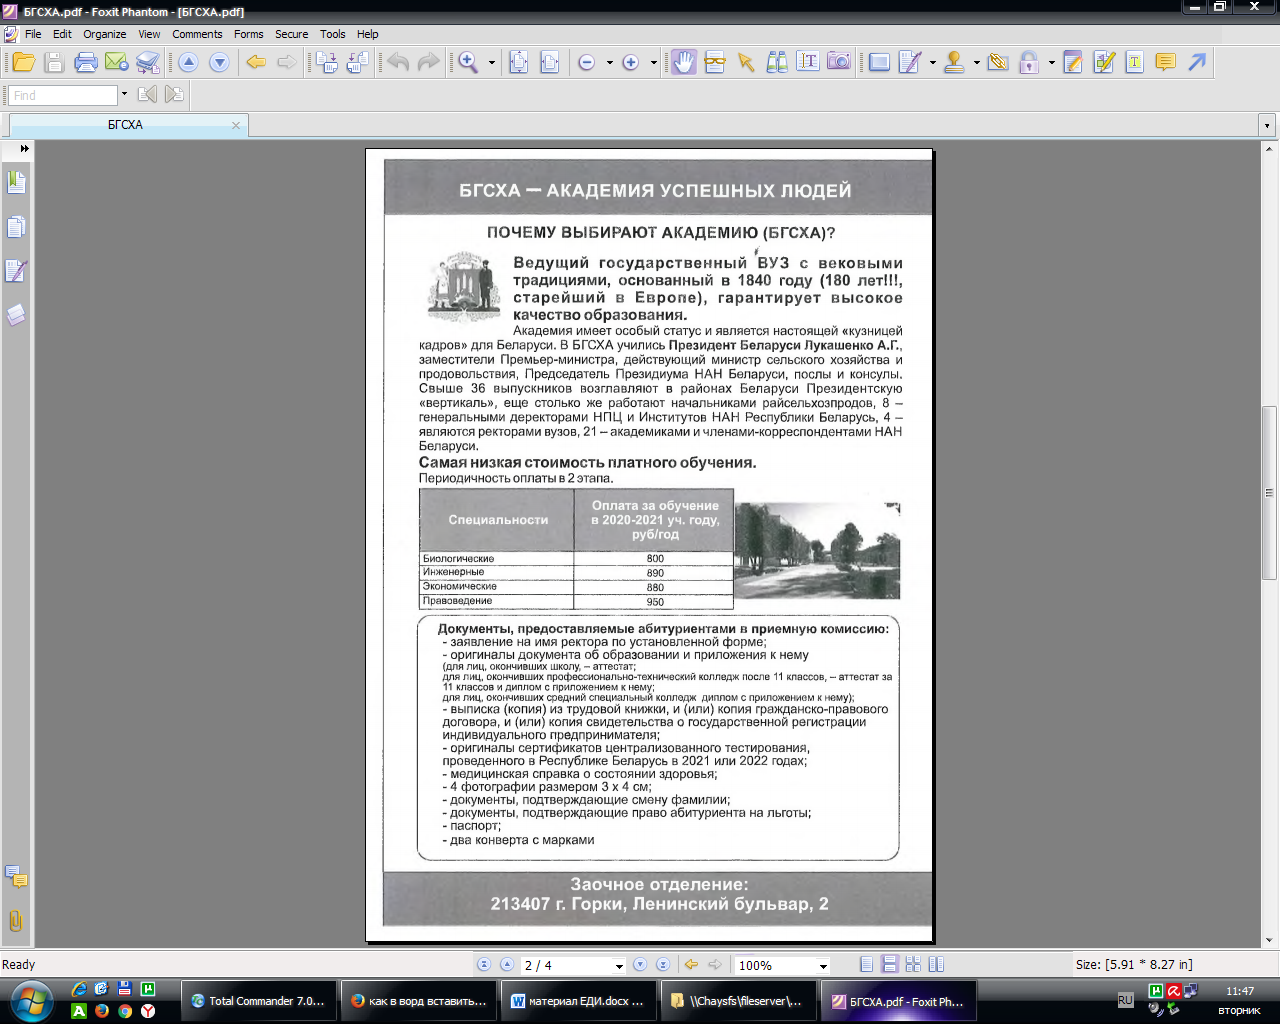 БГСХА.pdf - Foxit Phantom - [БГСХА.pdf]
File Edit Organize View Comments Forms Secure Tools Help
Find
БГСХА
БГСХА — АКАДЕМИЯ УСПЕШНЫХ ЛЮДЕЙ
ПОЧЕМУ ВЫБИРАЮТ АКАДЕМИЮ (БГСХА)?
Ведущий государственный ВУЗ с вековыми
традициями, основанный в 1840 году (180 лет!!!,
старейший в Европе), гарантирует высокое
качество образования.
Академия имеет особый статус и является настоящей «кузницей
кадров» для Беларуси. В БГСХА учились Президент Беларуси Лукашенко А.Г.,
заместители Премьер-министра, действующий министр сельского хозяйства и
продовольствия, Председатель Президиума НАН Беларуси, послы и консулы.
Свыше 36 выпускников возглавляют в районах Беларуси Президентскую
«вертикаль», еще столько же работают начальниками райсельхозпродов, 8 –
генеральными деректорами НПЦ и Институтов НАН Республики Беларусь, 4 –
являются ректорами вузов, 21 – академиками и членами-корреспондентами НАН
Беларуси.
Самая низкая стоимость платного обучения.
Периодичность оплаты в 2 этапа.
Специальности
Оплата за обучение
в 2020-2021 уч. году,
руб/год
Биологические 800
Инженерные 890
Экономические 880
Правоведение 950
Документы, предоставляемые абитуриентами в приемную комиссию:
- заявление на имя ректора по установленной форме;
- оригиналы документа об образовании и приложения к нему
(для лиц, окончивших школу, – аттестат;
для лиц, окончивших профессионально-технический колледж после 11 классов, – аттестат за
11 классов и диплом с приложением к нему;
для лиц, окончивших средний специальный колледж диплом с приложением к нему);
- выписка (копия) из трудовой книжки, и (или) копия гражданско-правового
договора, и (или) копия свидетельства о государственной регистрации
индивидуального предпринимателя;
- оригиналы сертификатов централизованного тестирования,
проведенного в Республике Беларусь в 2021 или 2022 годах;
- медицинская справка о состоянии здоровья;
- 4 фотографии размером 3 х 4 см;
- документы, подтверждающие смену фамилии;
- документы, подтверждающие право абитуриента на льготы;
- паспорт;
- два конверта с марками
Заочное отделение:
213407 г. Горки, Ленинский бульвар, 2
Ready 2 / 4 100% Size: [5.91 * 8.27 in]
Total Commander 7.0... как в ворд вставить... материал ЕДИ.docx ... \\Chaysfs\fileserver\... БГСХА.pdf - Foxit Ph... RU 11:47
вторник